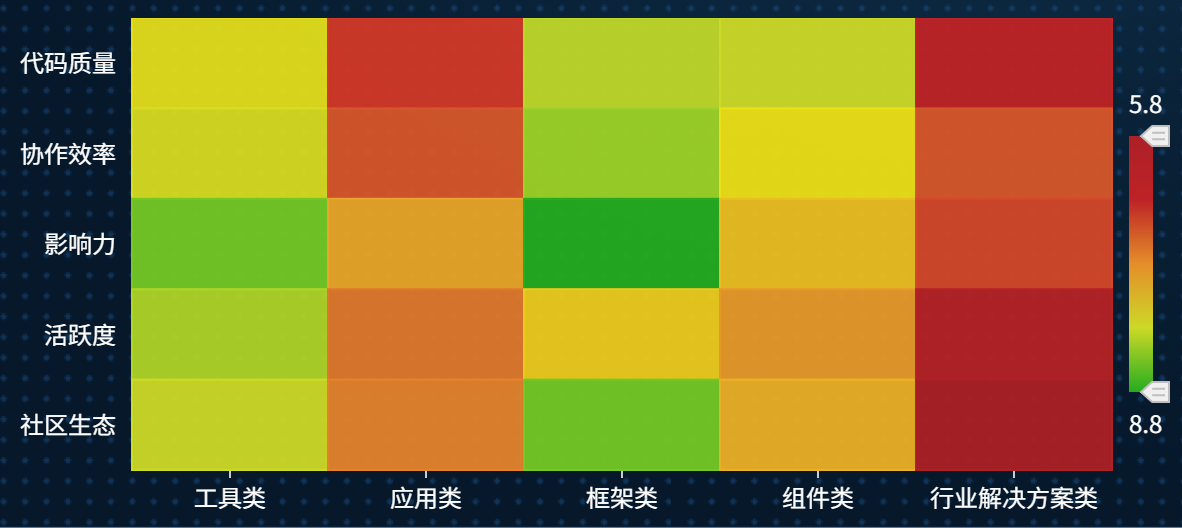 代码质量
协作效率
影响力
活跃度
社区生态
工具类
应用类
框架类
组件类
行业解决方案类
5.8
8.8